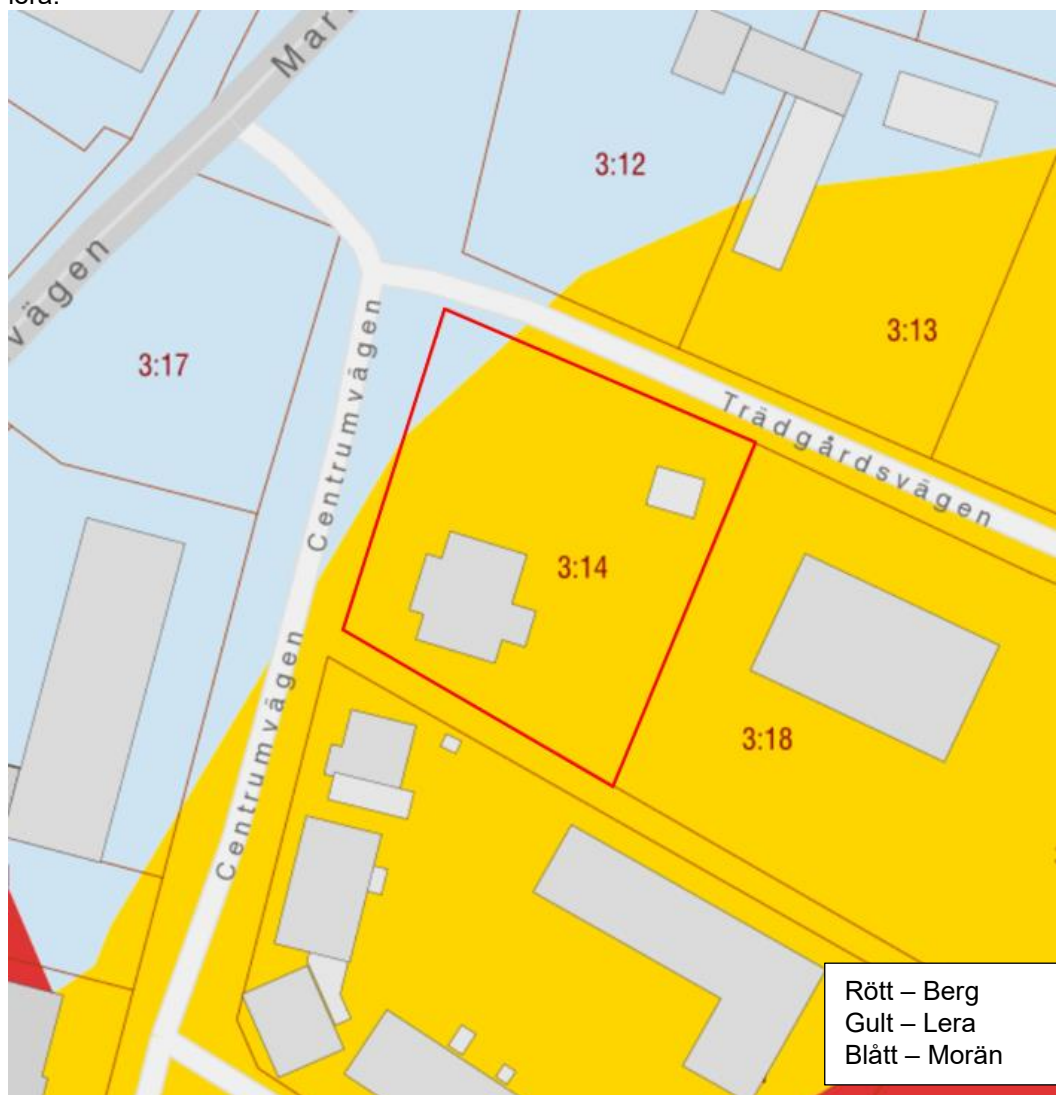 lera.
Mar
vägen
3:12
3:17
3:13
Centrumvägen
Trädgårdsvägen
3:14
Centrumvägen
3:18
Rött – Berg
Gult – Lera
Blått – Morän